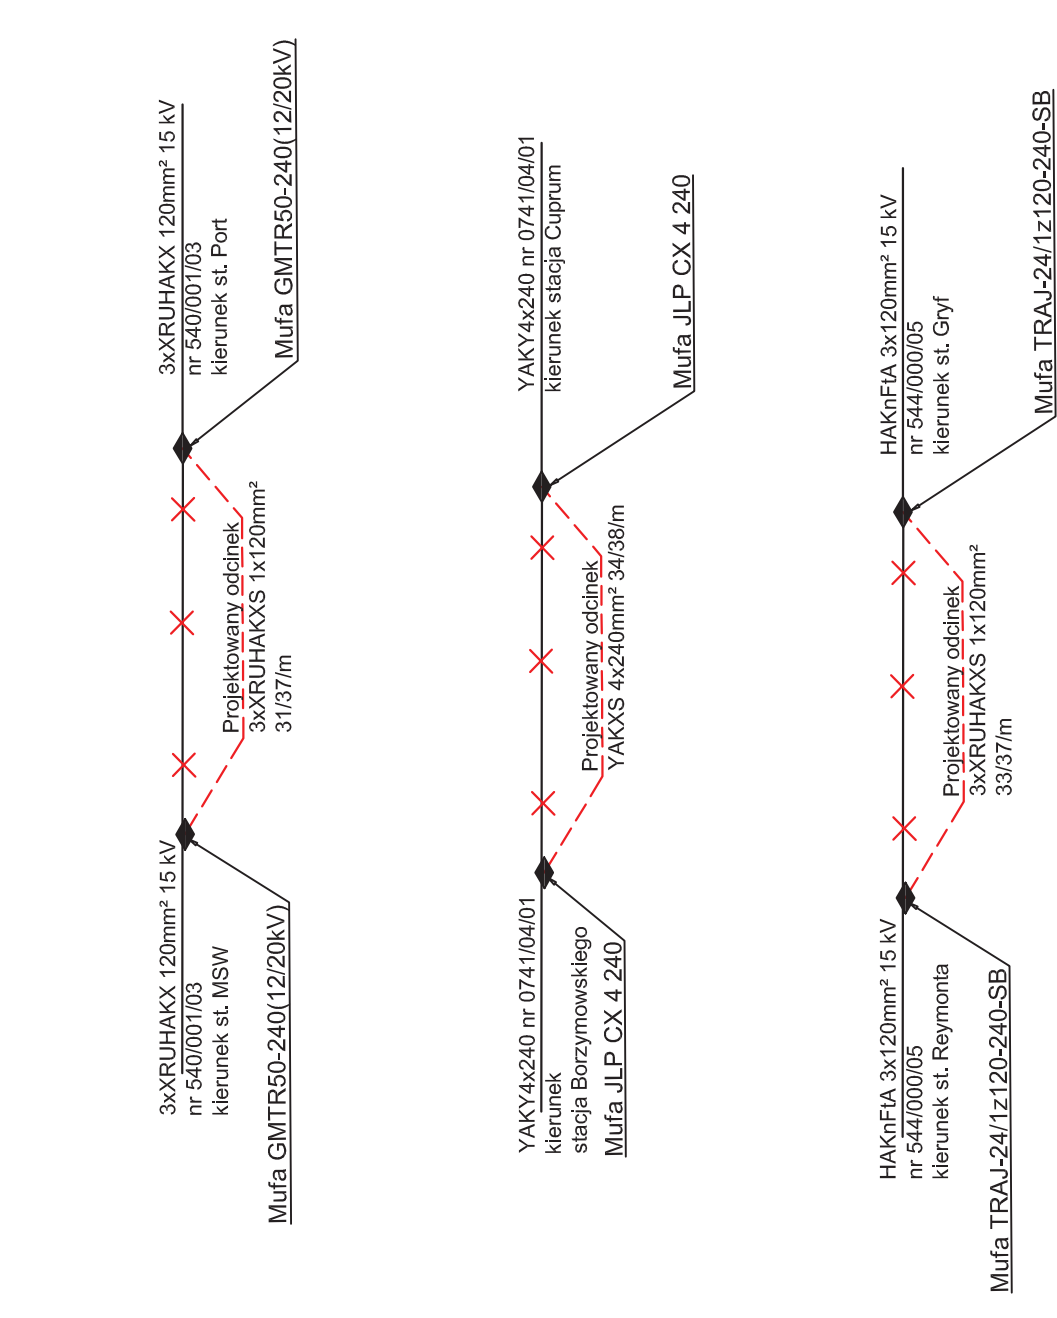 3xXRUHAKX 120mm² 15 kV
nr 540/001/03
kierunek st. MSW
Mufa GMTR50-240(12/20kV)
Projektowany odcinek
3xXRUHAKXS 1x120mm²
31/37/m
3xXRUHAKX 120mm² 15 kV
nr 540/001/03
kierunek st. Port
Mufa GMTR50-240(12/20kV)
YAKY4x240 nr 0741/04/01
kierunek
stacja Borzymowskiego
Mufa JLP CX 4 240
Projektowany odcinek
YAKXS 4x240mm² 34/38/m
YAKY4x240 nr 0741/04/01
kierunek stacja Cuprum
Mufa JLP CX 4 240
HAKnFtA 3x120mm² 15 kV
nr 544/000/05
kierunek st. Reymonta
Mufa TRAJ-24/1z120-240-SB
Projektowany odcinek
3xXRUHAKXS 1x120mm²
33/37/m
HAKnFtA 3x120mm² 15 kV
nr 544/000/05
kierunek st. Gryf
Mufa TRAJ-24/1z120-240-SB